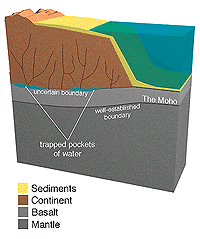 uncertain boundary
The Moho
well-established
boundary
trapped pockets
of water
Sediments
Continent
Basalt
Mantle